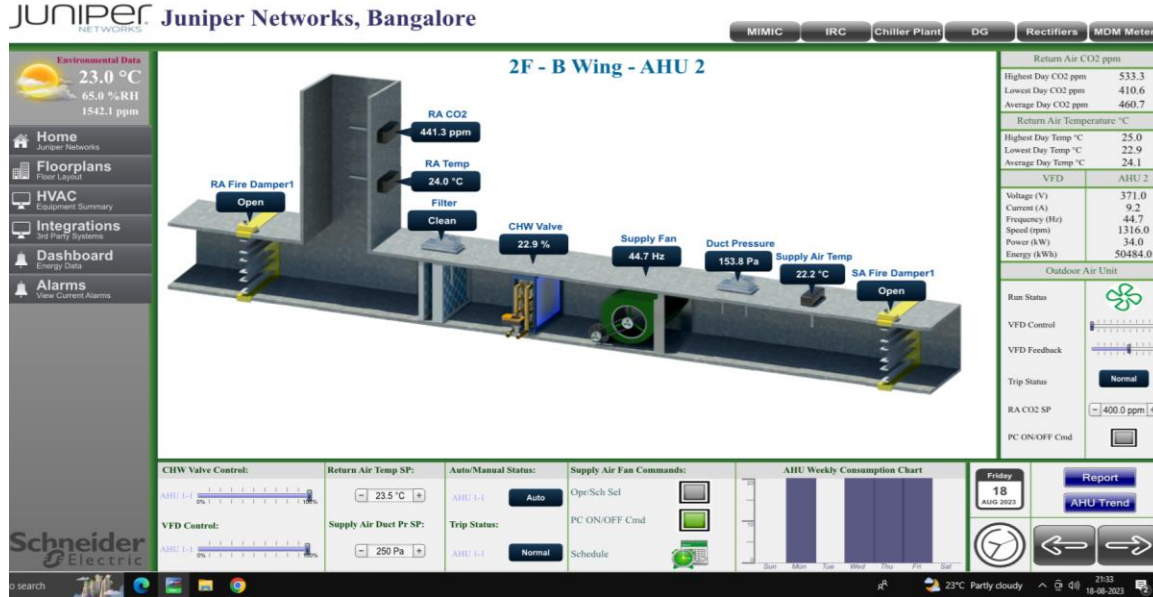 JUNIPER
NETWORKS
Juniper Networks, Bangalore
MIMIC
IRC
Chiller Plant
DG
Rectifiers
MDM Meter
Environmental Data
23.0 °C
65.0 %RH
1542.1 ppm
Home
Juniper Networks
Floorplans
Floor Layout
HVAC
Equipment Summary
Integrations
3rd Party Systems
Dashboard
Energy Data
Alarms
View Current Alarms
Schneider
Electric
2F - B Wing - AHU 2
RA CO2
441.3 ppm
RA Temp
24.0 °C
RA Fire Damper1
Open
Filter
Clean
CHW Valve
22.9 %
Supply Fan
44.7 Hz
Duct Pressure
153.8 Pa
Supply Air Temp
22.2 °C
SA Fire Damper1
Open
Return Air CO2 ppm
Highest Day CO2 ppm 533.3
Lowest Day CO2 ppm 410.6
Average Day CO2 ppm 460.7
Return Air Temperature °C
Highest Day Temp °C 25.0
Lowest Day Temp °C 22.9
Average Day Temp °C 24.1
VFD AHU 2
Voltage (V) 371.0
Current (A) 9.2
Frequency (Hz) 44.7
Speed (rpm) 1316.0
Power (kW) 34.0
Energy (kWh) 50484.0
Outdoor Air Unit
Run Status
VFD Control
VFD Feedback
Trip Status Normal
RA CO2 SP - 400.0 ppm +
PC ON/OFF Cmd
CHW Valve Control:
AHU 1-1
0% 100%
VFD Control:
AHU 1-1
0% 100%
Return Air Temp SP:
- 23.5 °C +
Supply Air Duct Pr SP:
- 250 Pa +
Auto/Manual Status:
AHU 1-1 Auto
Trip Status:
AHU 1-1 Normal
Supply Air Fan Commands:
Opr/Sch Sel
PC ON/OFF Cmd
Schedule
AHU Weekly Consumption Chart
20
10
0
Sun Mon Tue Wed Thu Fri Sat
Friday
18
AUG 2023
Report
AHU Trend
o search
23°C Partly cloudy
21:33
18-08-2023
2